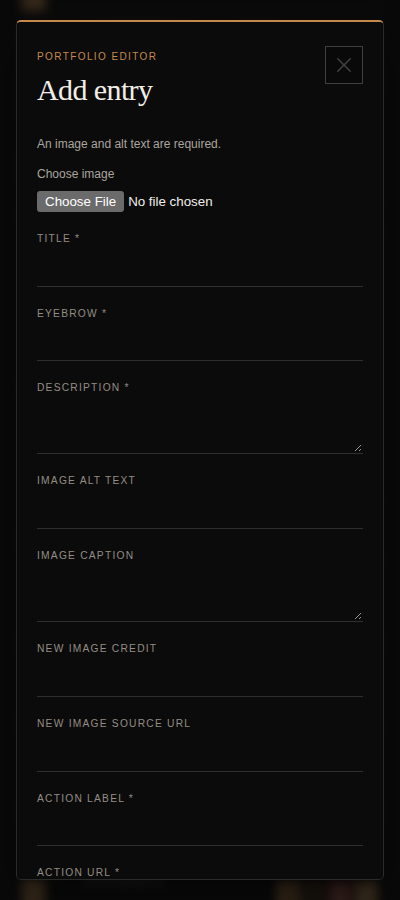 PORTFOLIO EDITOR
Add entry
An image and alt text are required.
Choose image
Choose File No file chosen
TITLE *
EYEBROW *
DESCRIPTION *
IMAGE ALT TEXT
IMAGE CAPTION
NEW IMAGE CREDIT
NEW IMAGE SOURCE URL
ACTION LABEL *
ACTION URL *